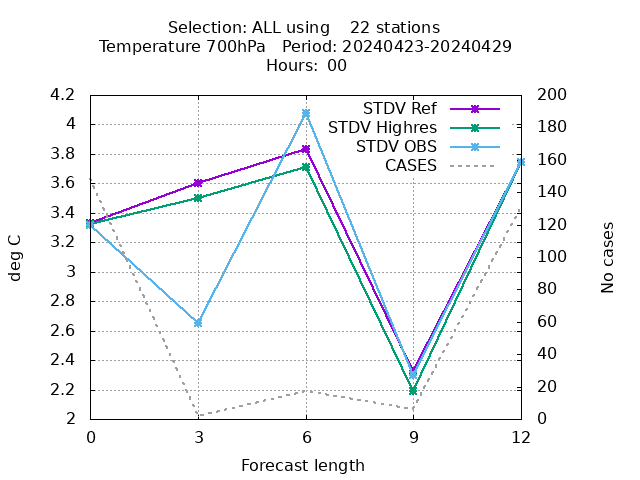 Selection: ALL using    22 stations
Temperature 700hPa   Period: 20240423-20240429
Hours:  00
STDV Ref
STDV Highres
STDV OBS
CASES
deg C
4.2
4
3.8
3.6
3.4
3.2
3
2.8
2.6
2.4
2.2
2
200
180
160
140
120
100
80
60
40
20
0
No cases
0 3 6 9 12
Forecast length